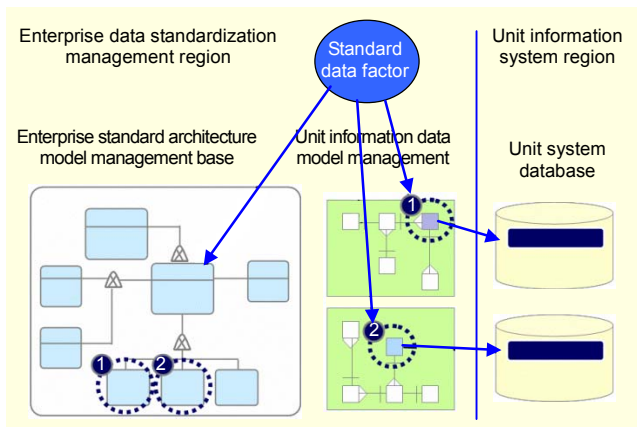 Enterprise data standardization
management region
Standard
data factor
Unit information
system region
Enterprise standard architecture
model management base
Unit information data
model management
Unit system
database
1
2
1
2